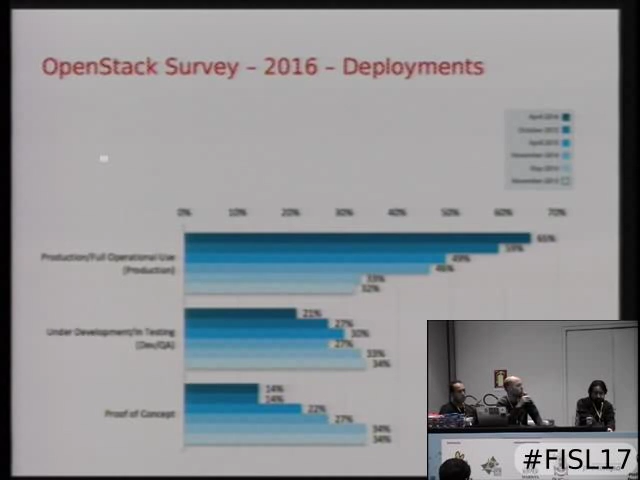 OpenStack Survey – 2016 – Deployments
April 2016
October 2015
April 2015
November 2014
May 2014
November 2013
0% 10% 20% 30% 40% 50% 60% 70%
Production/Full Operational Use
(Production)
65%
59%
49%
46%
33%
32%
Under Development/In Testing
(Dev/QA)
21%
27%
30%
27%
33%
34%
Proof of Concept
14%
14%
22%
27%
34%
34%
#FISL17